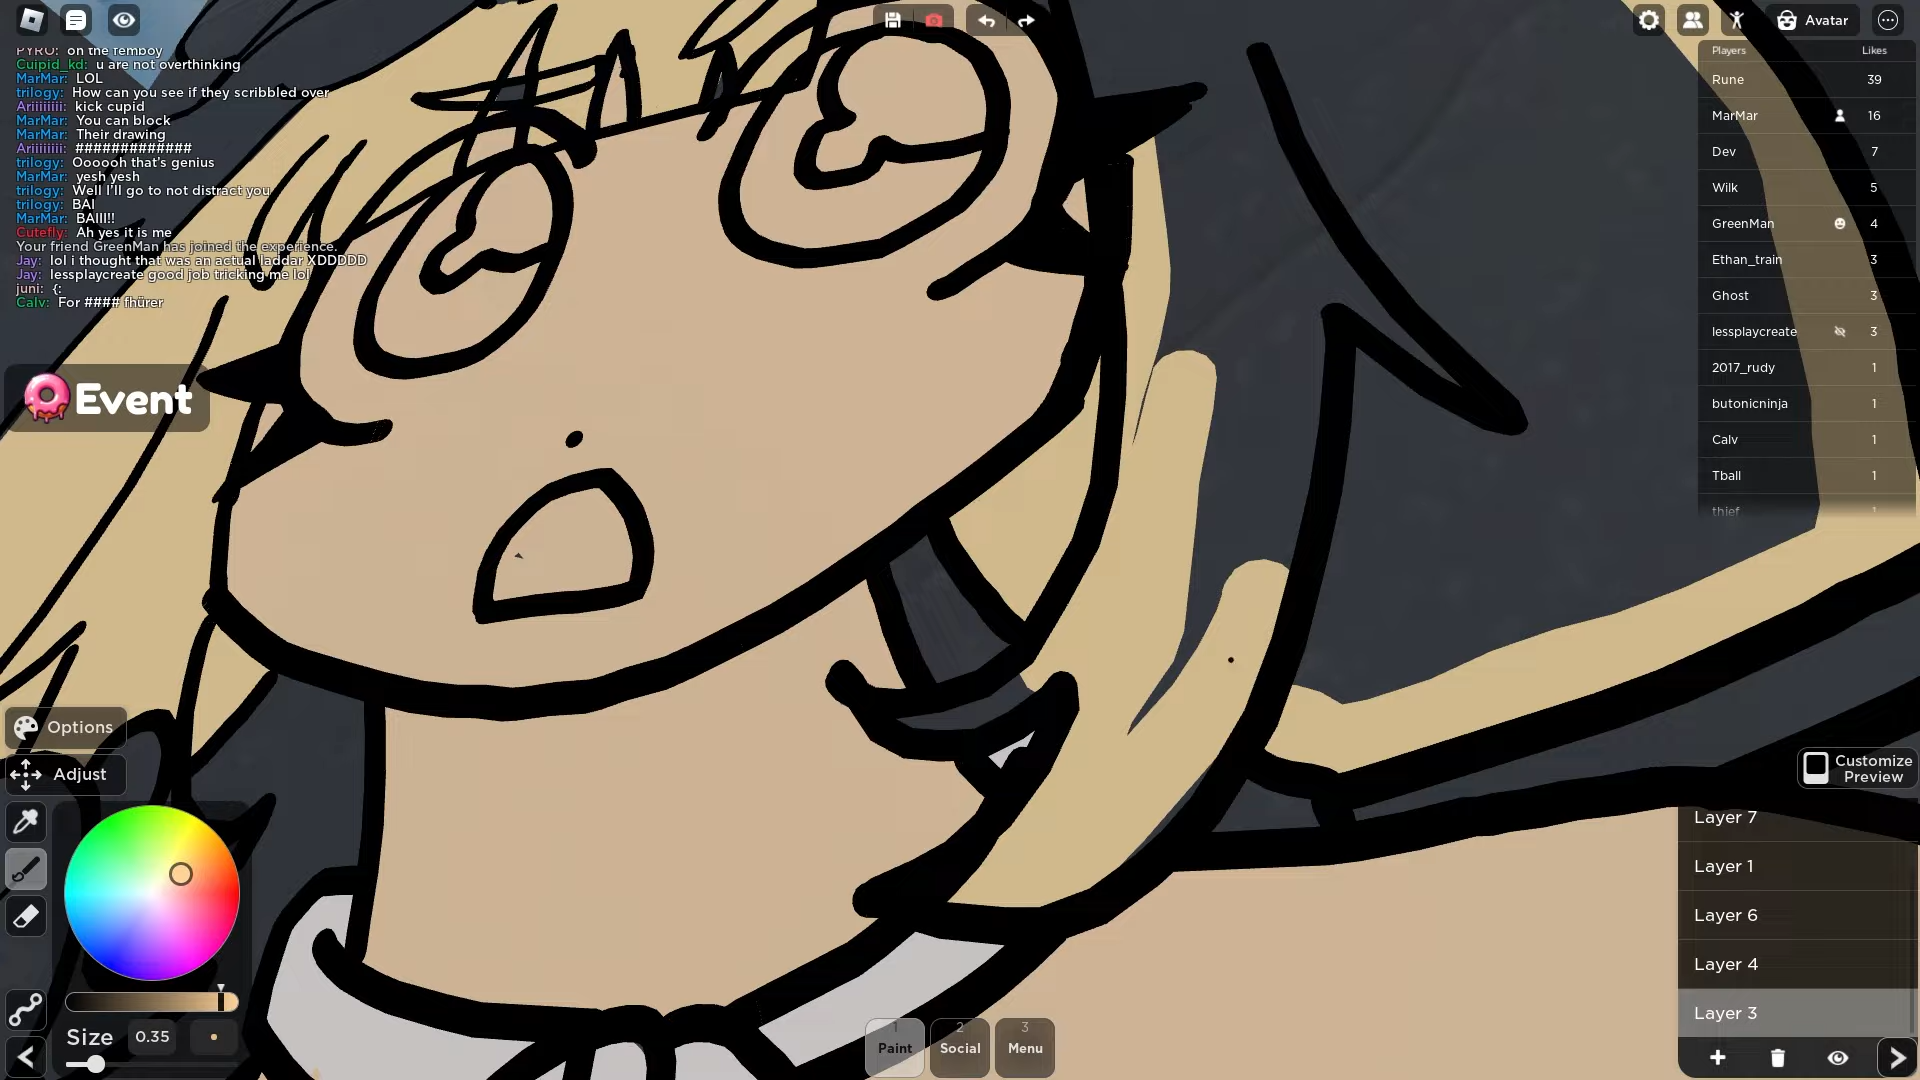 PYRO: on the femboy
Cuipid_kd: u are not overthinking
MarMar: LOL
trilogy: How can you see if they scribbled over
Ariiiiiiii: kick cupid
MarMar: You can block
MarMar: Their drawing
Ariiiiiiii: #############
trilogy: Oooooh that's genius
MarMar: yesh yesh
trilogy: Well I'll go to not distract you
trilogy: BAI
MarMar: BAIII!!
Cutefly: Ah yes it is me
Your friend GreenMan has joined the experience.
Jay: lol i thought that was an actual laddar XDDDDD
Jay: lessplaycreate good job tricking me lol
juni: {:
Calv: For #### fhürer
Event
Options
Adjust
Size 0.35
1 Paint
2 Social
3 Menu
Avatar
Players Likes
Rune 39
MarMar 16
Dev 7
Wilk 5
GreenMan 4
Ethan_train 3
Ghost 3
lessplaycreate 3
2017_rudy 1
butonicninja 1
Calv 1
Tball 1
thief 1
Customize
Preview
Layer 7
Layer 1
Layer 6
Layer 4
Layer 3